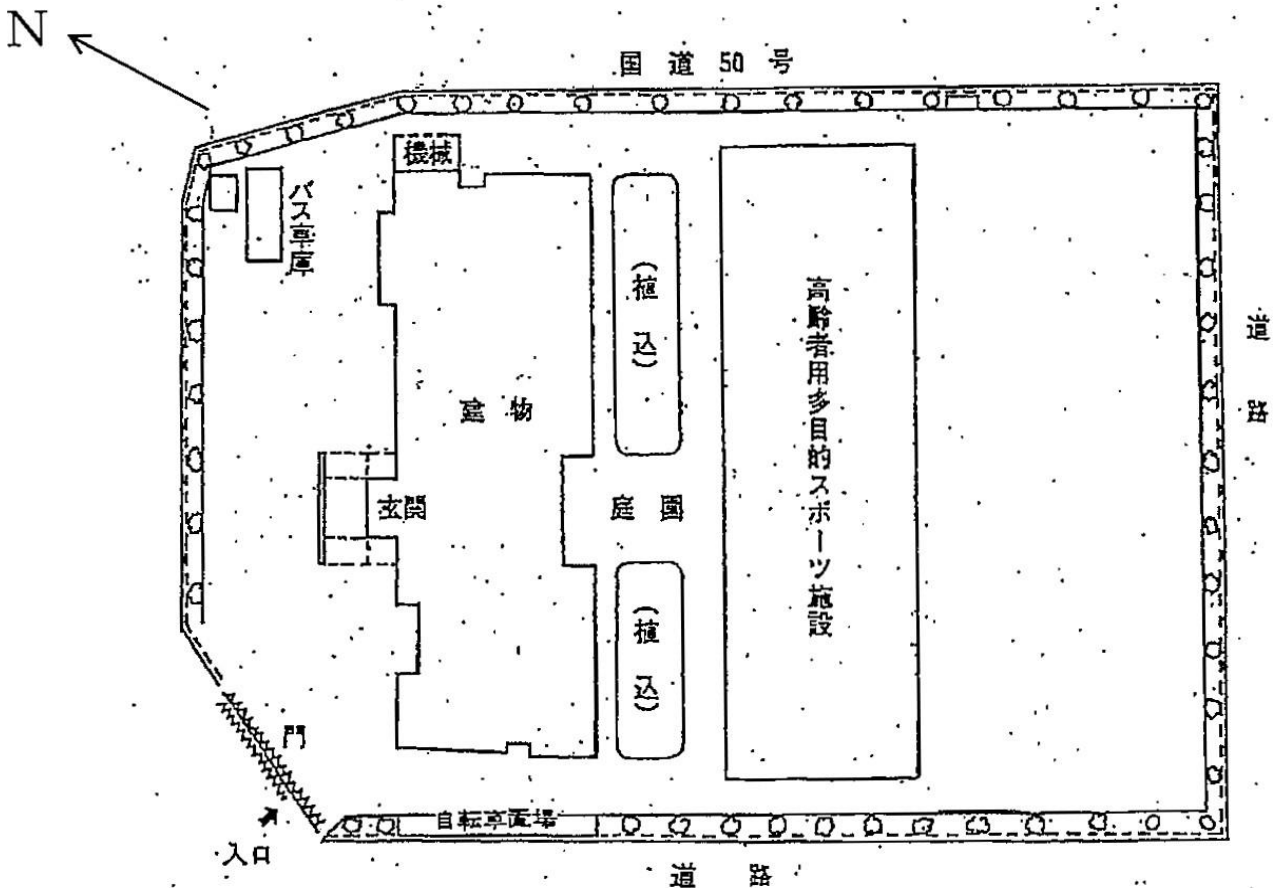 N
国道 50 号
機械
バス車庫
(植込)
高齢者用多目的スポーツ施設
道路
建物
玄関
庭園
(植込)
門
自転車置場
入口
道路